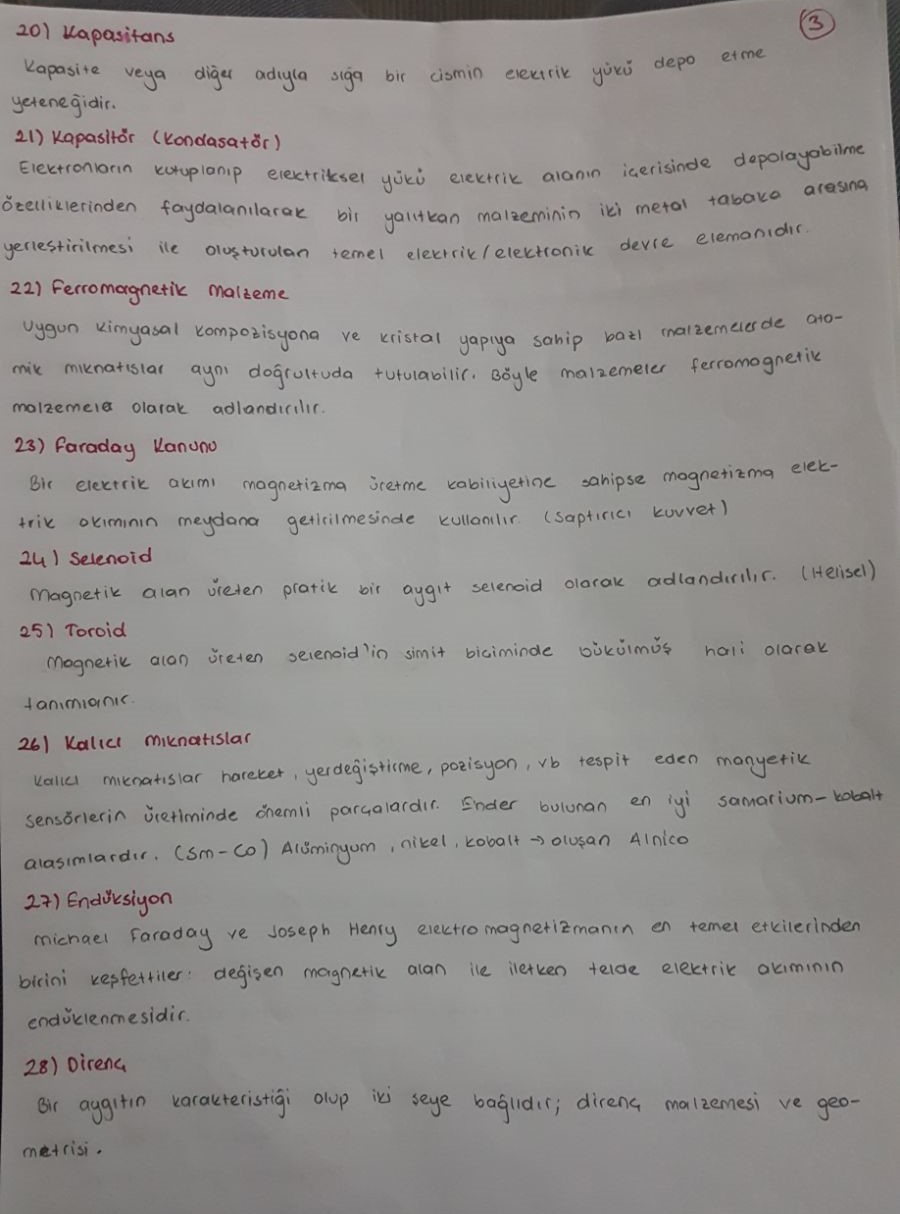 3
20) Kapasitans
Kapasite veya diğer adıyla sığa bir cismin elektrik yükü depo etme
yeteneğidir.
21) Kapasitör (Kondasatör)
Elektronların kutuplanıp elektriksel yükü elektrik alanın içerisinde depolayabilme
özelliklerinden faydalanılarak bir yalıtkan malzeminin iki metal tabaka arasına
yerleştirilmesi ile oluşturulan temel elektrik/elektronik devre elemanıdır.
22) Ferromagnetik Malzeme
Uygun kimyasal kompozisyona ve kristal yapıya sahip bazı malzemelerde ato-
mik mıknatıslar aynı doğrultuda tutulabilir. Böyle malzemeler ferromagnetik
malzemeler olarak adlandırılır.
23) Faraday Kanunu
Bir elektrik akımı magnetizma üretme kabiliyetine sahipse magnetizma elek-
trik akımının meydana getirilmesinde kullanılır. (saptırıcı kuvvet)
24) Selenoid
Magnetik alan üreten pratik bir aygıt selenoid olarak adlandırılır. (Helisel)
25) Toroid
Magnetik alan üreten selenoid'in simit biciminde bükülmüş hali olarak
tanımlanır.
26) Kalıcı mıknatıslar
Kalıcı mıknatıslar hareket, yerdeğiştirme, pozisyon, vb tespit eden manyetik
sensörlerin üretiminde önemli parçalardır. Ender bulunan en iyi samarium-kobalt
alaşımlardır. (Sm-Co) Alüminyum, nikel, kobalt → oluşan Alnico
27) Endüksiyon
Michael Faraday ve Joseph Henry elektromagnetizmanın en temel etkilerinden
birini keşfettiler: değişen magnetik alan ile iletken telde elektrik akımının
endüklenmesidir.
28) Direnç
Bir aygıtın karakteristiği olup iki şeye bağlıdır; direnç malzemesi ve geo-
metrisi.